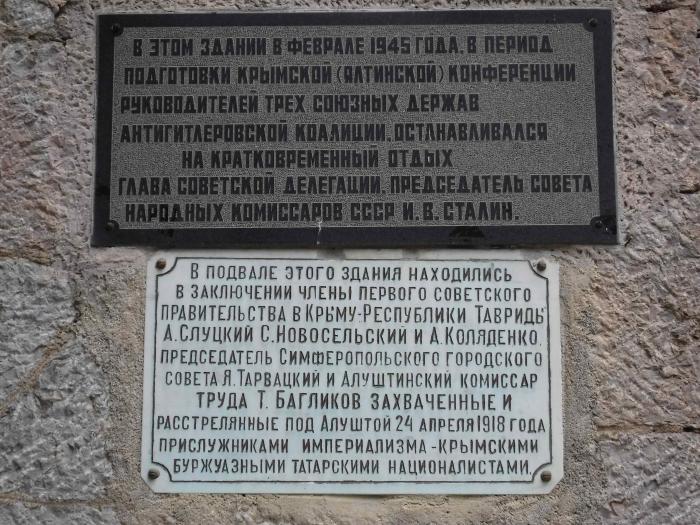 В ЭТОМ ЗДАНИИ В ФЕВРАЛЕ 1945 ГОДА, В ПЕРИОД
ПОДГОТОВКИ КРЫМСКОЙ (ЯЛТИНСКОЙ) КОНФЕРЕНЦИИ
РУКОВОДИТЕЛЕЙ ТРЕХ СОЮЗНЫХ ДЕРЖАВ
АНТИГИТЛЕРОВСКОЙ КОАЛИЦИИ, ОСТАНАВЛИВАЛСЯ
НА КРАТКОВРЕМЕННЫЙ ОТДЫХ
ГЛАВА СОВЕТСКОЙ ДЕЛЕГАЦИИ, ПРЕДСЕДАТЕЛЬ СОВЕТА
НАРОДНЫХ КОМИССАРОВ СССР И. В. СТАЛИН.
В ПОДВАЛЕ ЭТОГО ЗДАНИЯ НАХОДИЛИСЬ
В ЗАКЛЮЧЕНИИ ЧЛЕНЫ ПЕРВОГО СОВЕТСКОГО
ПРАВИТЕЛЬСТВА В КРЫМУ-РЕСПУБЛИКИ ТАВРИДЫ
А.СЛУЦКИЙ С.НОВОСЕЛЬСКИЙ И А.КОЛЯДЕНКО.
ПРЕДСЕДАТЕЛЬ СИМФЕРОПОЛЬСКОГО ГОРОДСКОГО
СОВЕТА Я.ТАРВАЦКИЙ И АЛУШТИНСКИЙ КОМИССАР
ТРУДА Т. БАГЛИКОВ ЗАХВАЧЕННЫЕ И
РАССТРЕЛЯННЫЕ ПОД АЛУШТОЙ 24 АПРЕЛЯ 1918 ГОДА
ПРИСЛУЖНИКАМИ ИМПЕРИАЛИЗМА-КРЫМСКИМИ
БУРЖУАЗНЫМИ ТАТАРСКИМИ НАЦИОНАЛИСТАМИ.